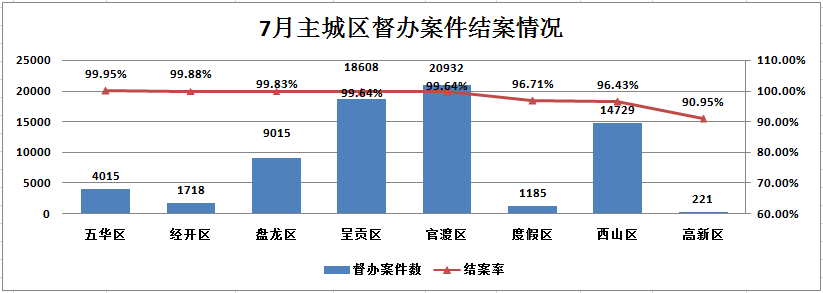 7月主城区督办案件结案情况
25000
20000
15000
10000
5000
0
110.00%
100.00%
90.00%
80.00%
70.00%
60.00%
99.95%
99.88%
99.83%
99.64%
99.64%
96.71%
96.43%
90.95%
4015
1718
9015
18608
20932
1185
14729
221
五华区
经开区
盘龙区
呈贡区
官渡区
度假区
西山区
高新区
督办案件数
结案率